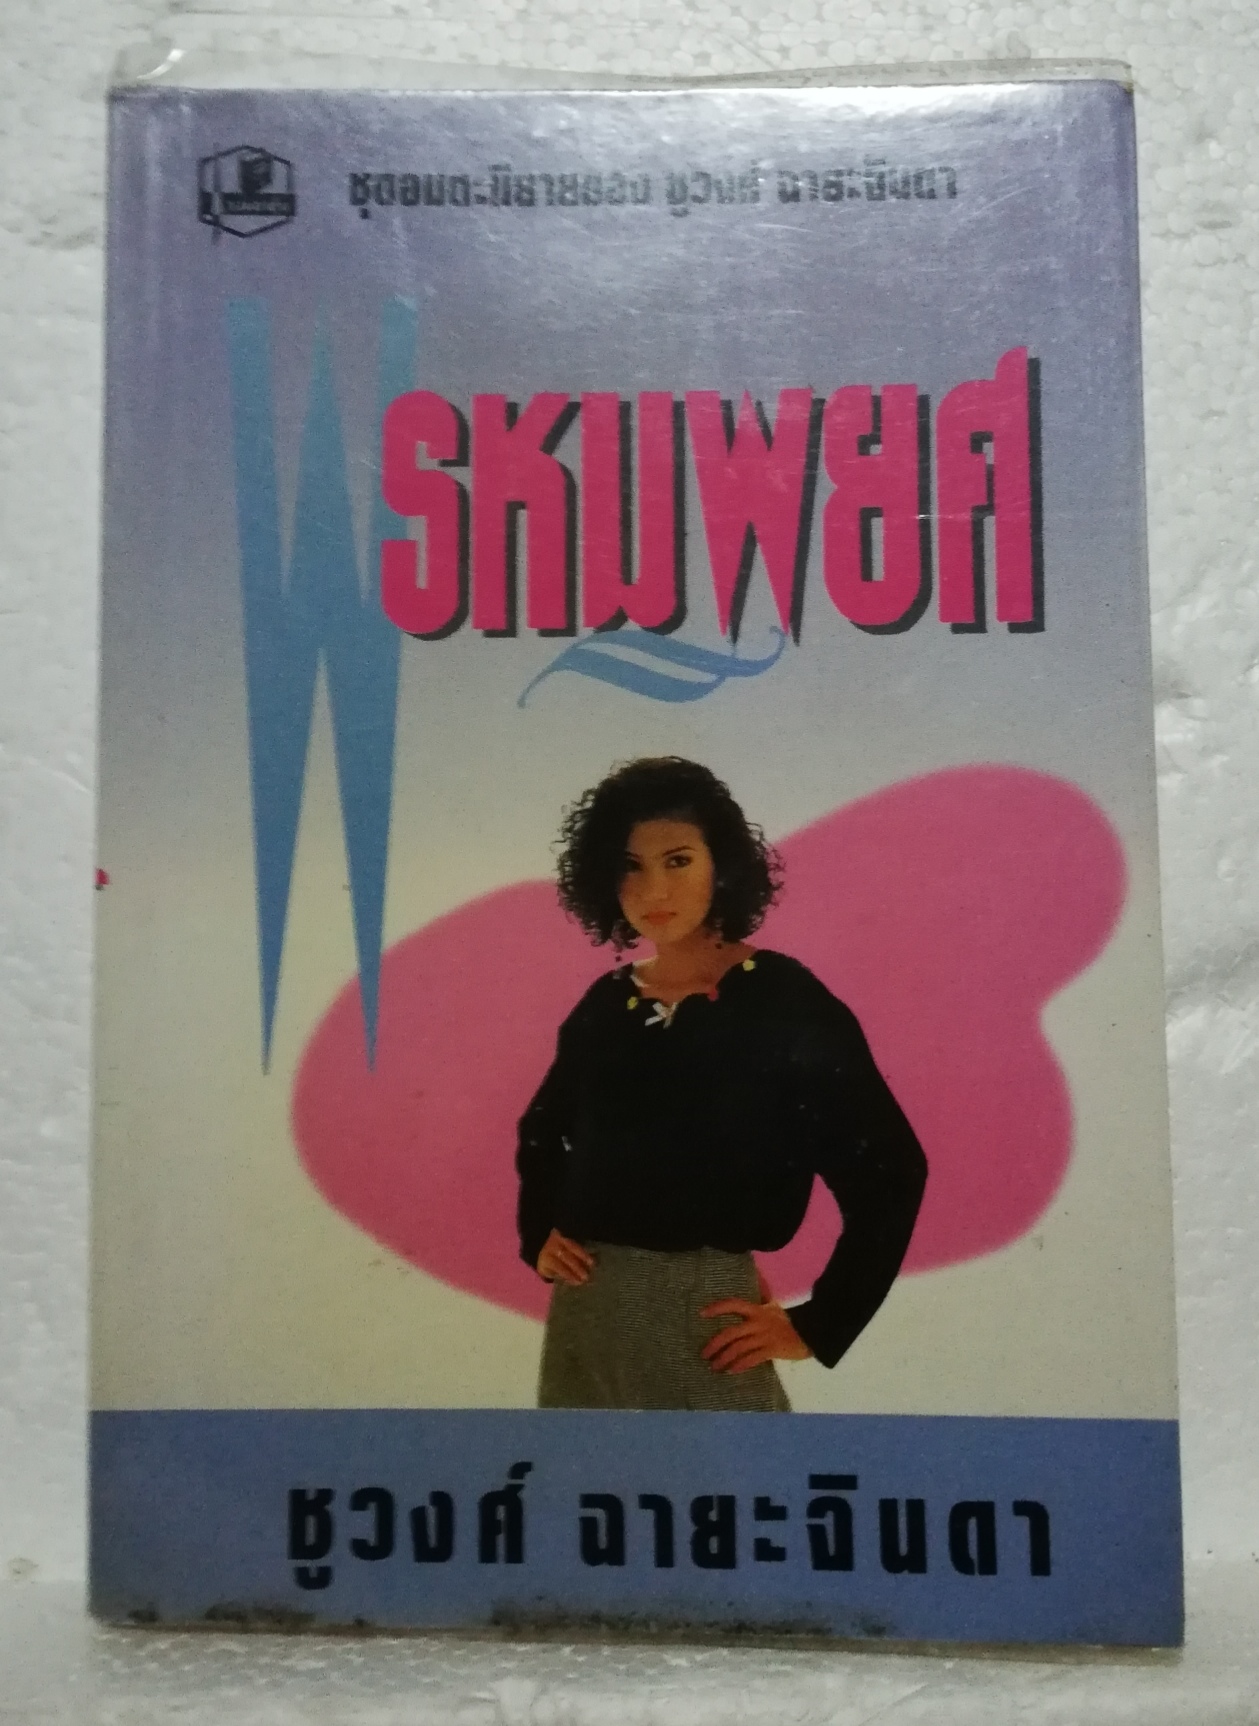 ชุดอมตะนิยายของ ชูวงศ์ ฉายะจินดา
พรหมพยศ
ชูวงศ์ ฉายะจินดา